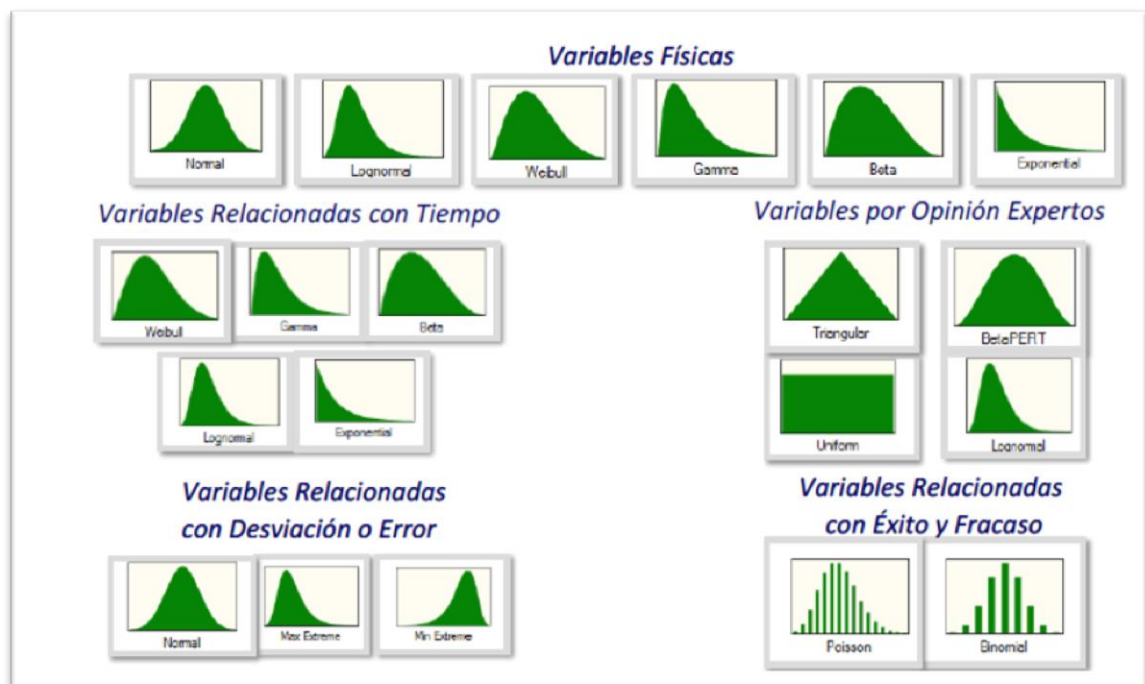 Variables Físicas
Normal
Lognormal
Weibull
Gamma
Beta
Exponential
Variables Relacionadas con Tiempo
Weibull
Gamma
Beta
Lognormal
Exponential
Variables por Opinión Expertos
Triangular
BetaPERT
Uniform
Lognormal
Variables Relacionadas
con Desviación o Error
Normal
Max Extreme
Min Extreme
Variables Relacionadas
con Éxito y Fracaso
Poisson
Binomial